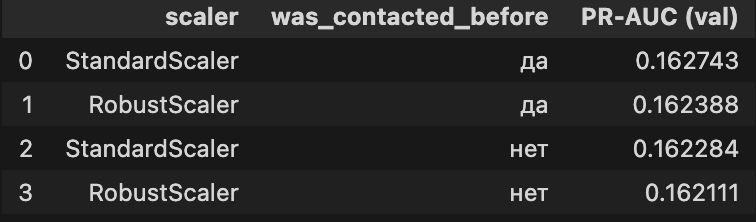 scaler was_contacted_before PR-AUC (val)
0 StandardScaler да 0.162743
1 RobustScaler да 0.162388
2 StandardScaler нет 0.162284
3 RobustScaler нет 0.162111